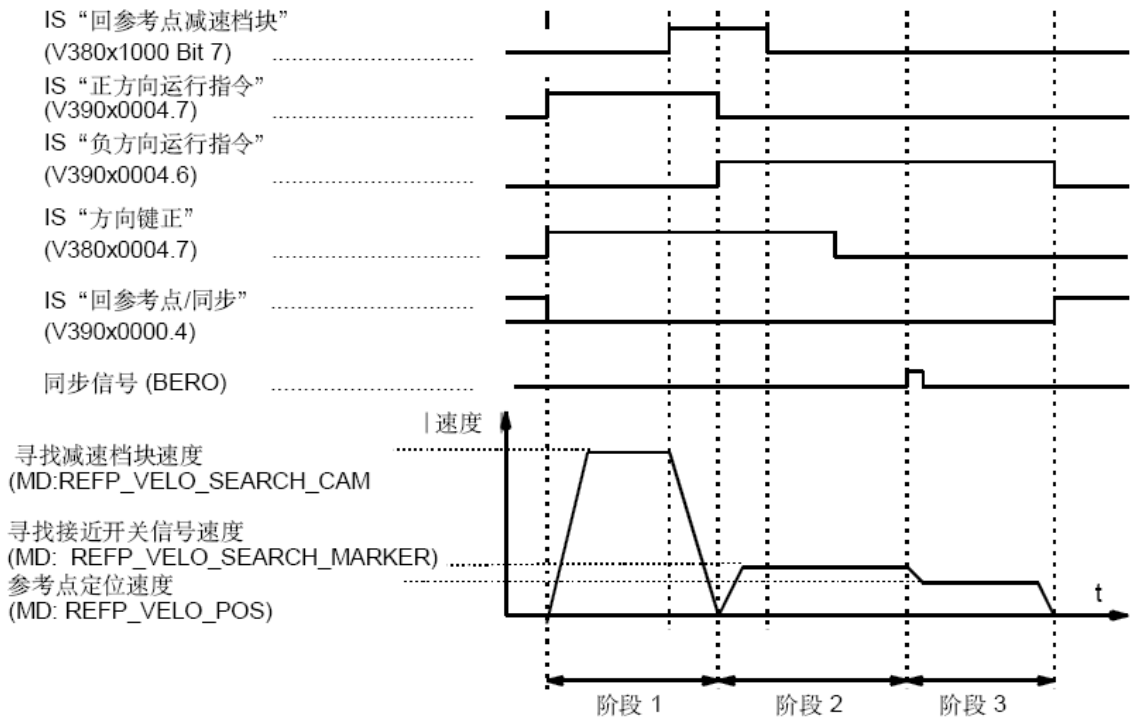 IS “回参考点减速档块”
(V380x1000 Bit 7)
IS “正方向运行指令”
(V390x0004.7)
IS “负方向运行指令”
(V390x0004.6)
IS “方向键正”
(V380x0004.7)
IS “回参考点/同步”
(V390x0000.4)
同步信号 (BERO)
|速度
寻找减速档块速度
(MD:REFP_VELO_SEARCH_CAM
寻找接近开关信号速度
(MD: REFP_VELO_SEARCH_MARKER)
参考点定位速度
(MD: REFP_VELO_POS)
t
阶段 1
阶段 2
阶段 3